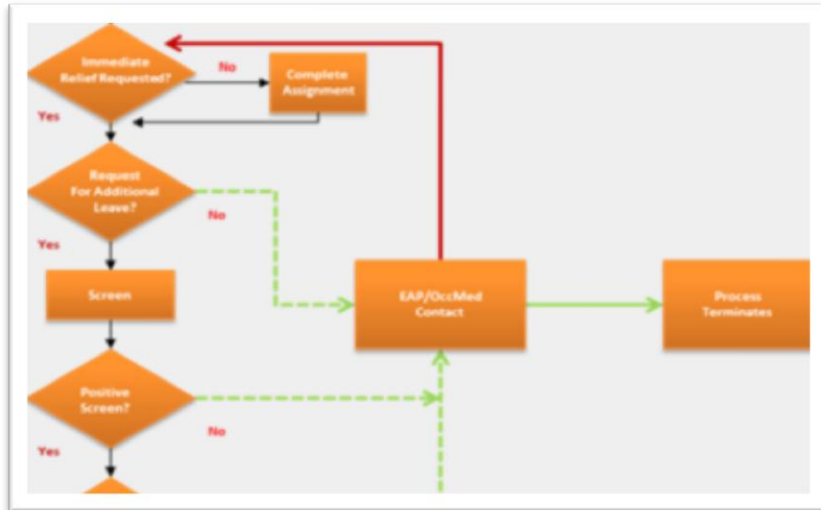 Immediate
Relief Requested?
No
Complete
Assignment
Yes
Request
For Additional
Leave?
No
Yes
Screen
EAP/OccMed
Contact
Process
Terminates
Positive
Screen?
No
Yes